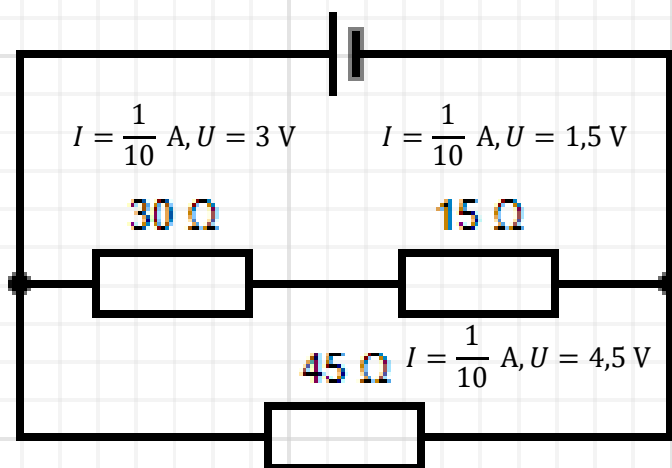 I = 1/10 A, U = 3 V
I = 1/10 A, U = 1,5 V
30 Ω
15 Ω
45 Ω
I = 1/10 A, U = 4,5 V